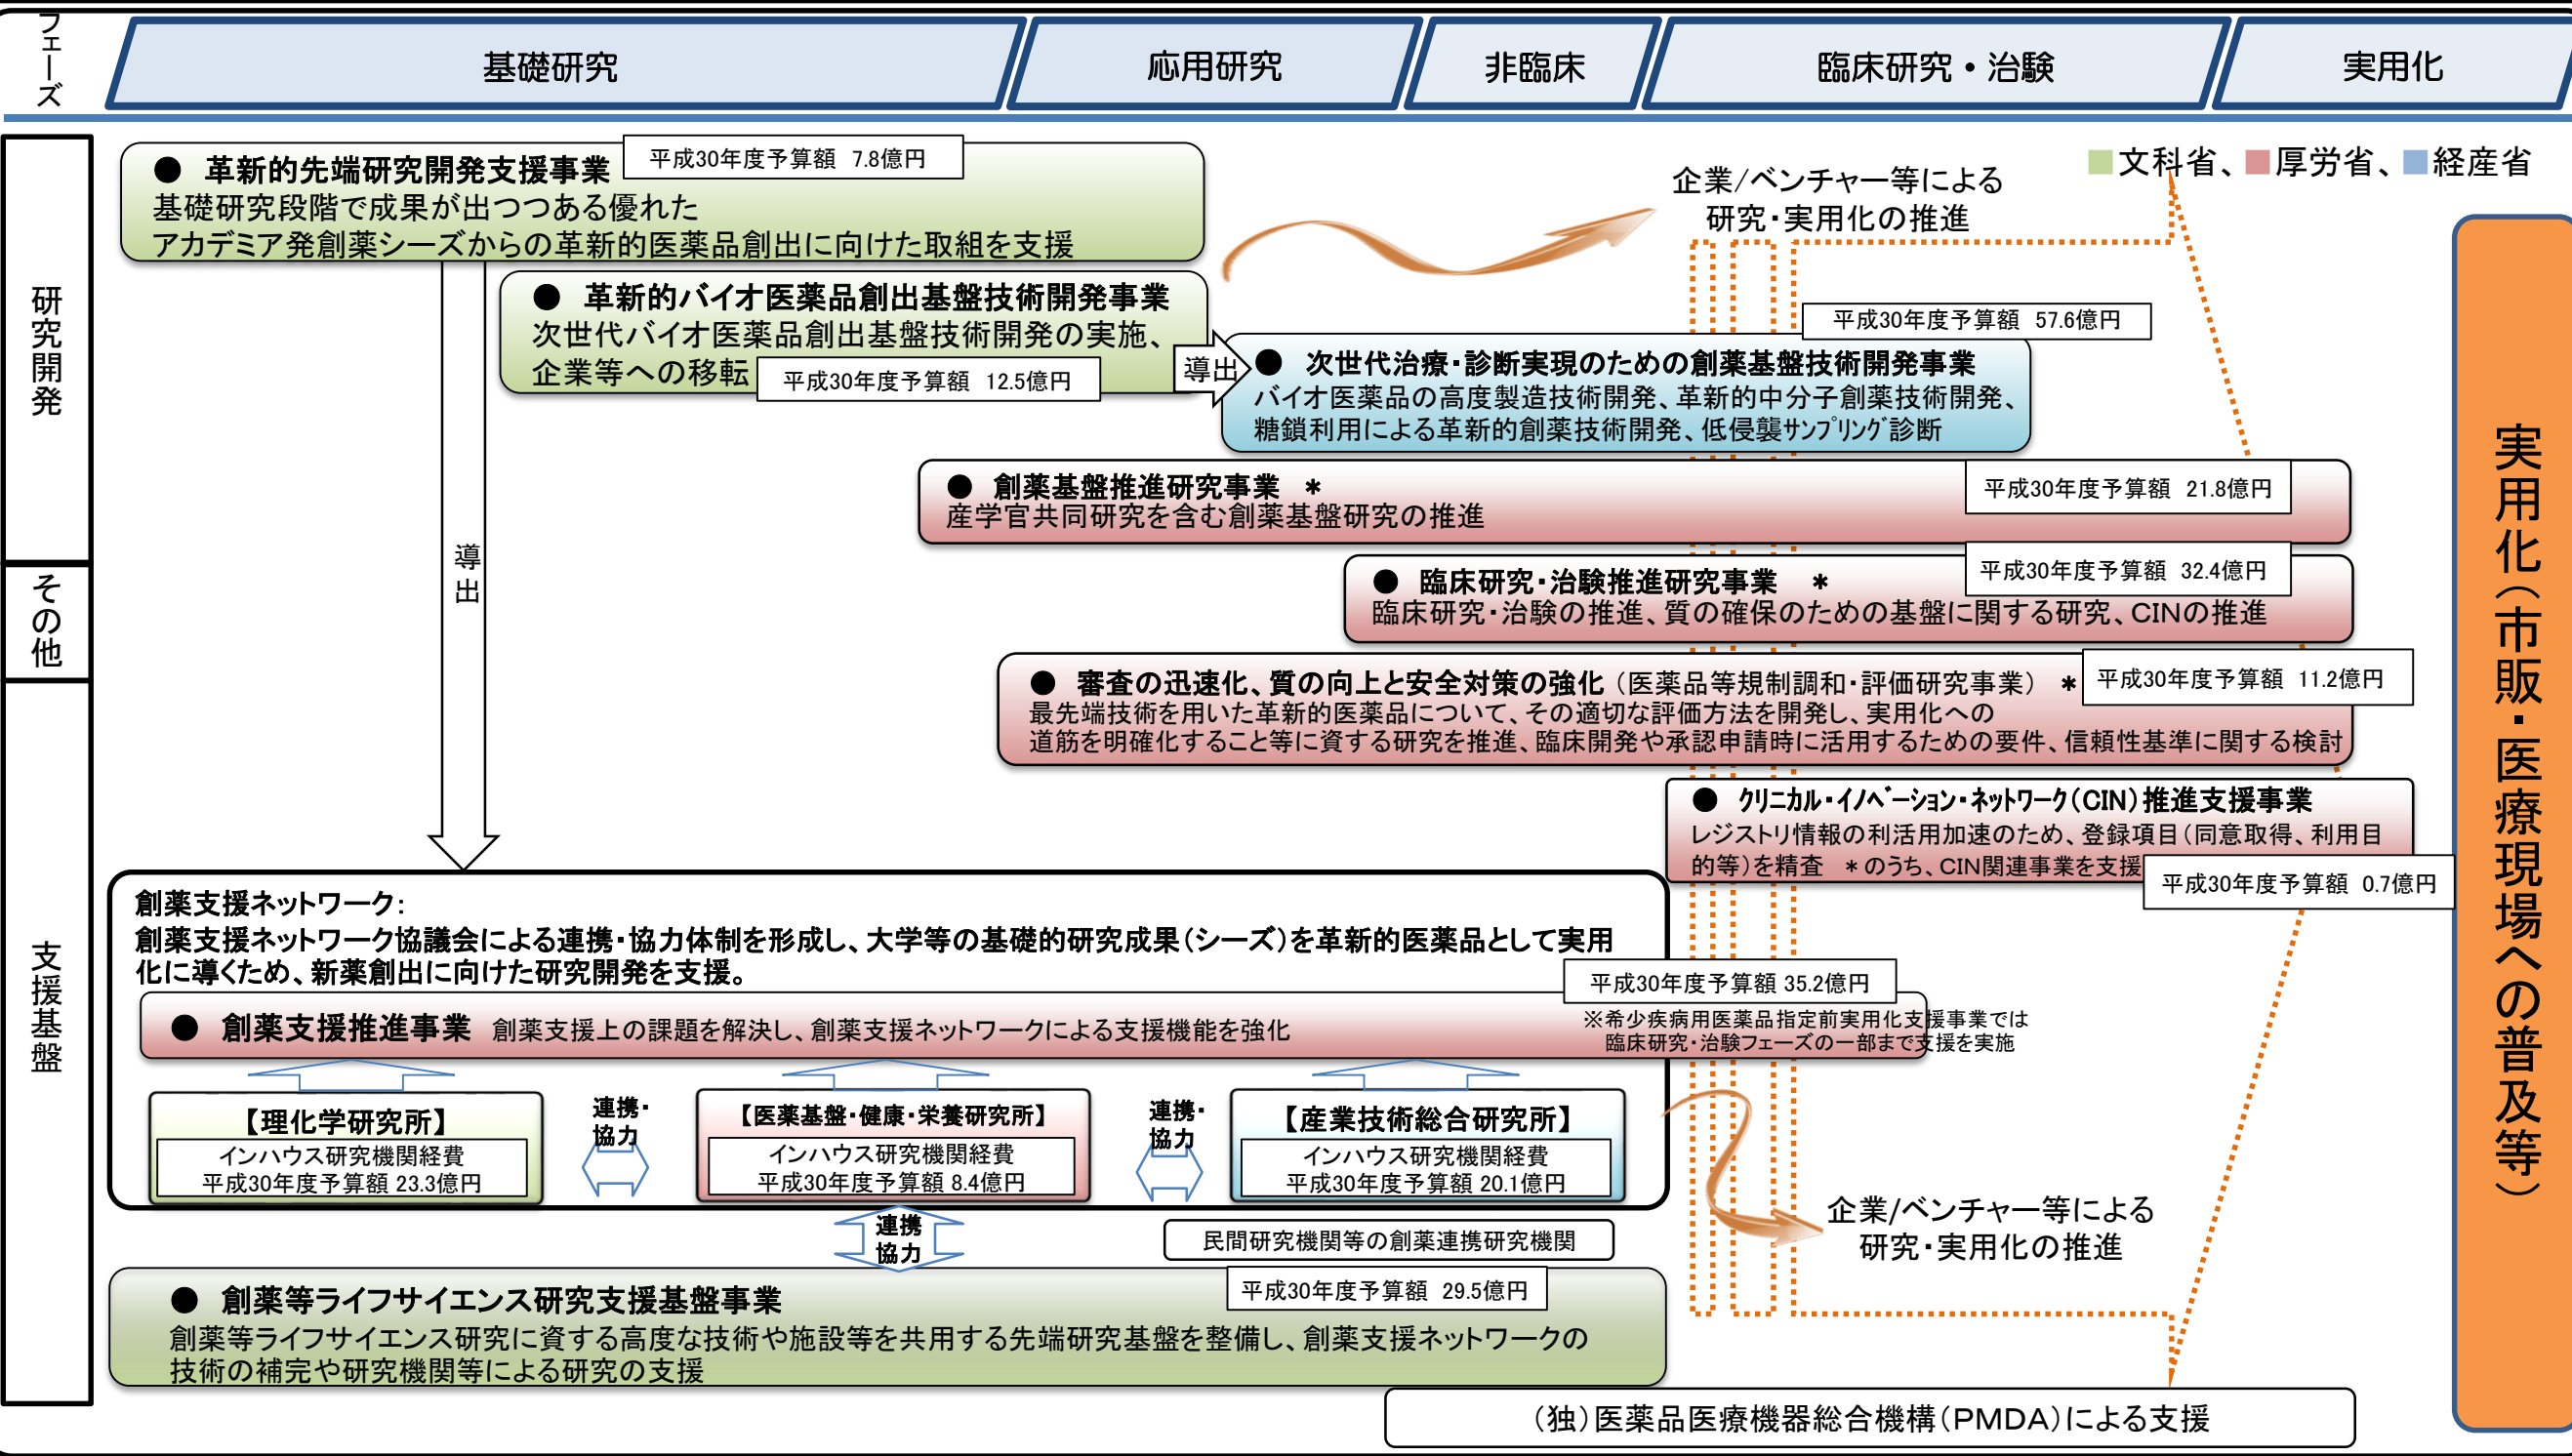 フェーズ
基礎研究
応用研究
非臨床
臨床研究・治験
実用化
■文科省、■厚労省、■経産省
研究開発
その他
支援基盤
● 革新的先端研究開発支援事業
平成30年度予算額 7.8億円
基礎研究段階で成果が出つつある優れた
アカデミア発創薬シーズからの革新的医薬品創出に向けた取組を支援
企業/ベンチャー等による
研究・実用化の推進
● 革新的バイオ医薬品創出基盤技術開発事業
次世代バイオ医薬品創出基盤技術開発の実施、
企業等への移転
平成30年度予算額 12.5億円
導出
平成30年度予算額 57.6億円
● 次世代治療・診断実現のための創薬基盤技術開発事業
バイオ医薬品の高度製造技術開発、革新的中分子創薬技術開発、
糖鎖利用による革新的創薬技術開発、低侵襲サンプリング診断
● 創薬基盤推進研究事業 *
平成30年度予算額 21.8億円
産学官共同研究を含む創薬基盤研究の推進
導出
● 臨床研究・治験推進研究事業 *
平成30年度予算額 32.4億円
臨床研究・治験の推進、質の確保のための基盤に関する研究、CINの推進
● 審査の迅速化、質の向上と安全対策の強化（医薬品等規制調和・評価研究事業） *
平成30年度予算額 11.2億円
最先端技術を用いた革新的医薬品について、その適切な評価方法を開発し、実用化への
道筋を明確化すること等に資する研究を推進、臨床開発や承認申請時に活用するための要件、信頼性基準に関する検討
● クリニカル・イノベーション・ネットワーク（CIN）推進支援事業
レジストリ情報の利活用加速のため、登録項目（同意取得、利用目
的等）を精査 *のうち、CIN関連事業を支援
平成30年度予算額 0.7億円
実用化（市販・医療現場への普及等）
創薬支援ネットワーク：
創薬支援ネットワーク協議会による連携・協力体制を形成し、大学等の基礎的研究成果（シーズ）を革新的医薬品として実用
化に導くため、新薬創出に向けた研究開発を支援。
平成30年度予算額 35.2億円
● 創薬支援推進事業 創薬支援上の課題を解決し、創薬支援ネットワークによる支援機能を強化
※希少疾病用医薬品指定前実用化支援事業では
臨床研究・治験フェーズの一部まで支援を実施
【理化学研究所】
インハウス研究機関経費
平成30年度予算額 23.3億円
連携・
協力
【医薬基盤・健康・栄養研究所】
インハウス研究機関経費
平成30年度予算額 8.4億円
連携・
協力
【産業技術総合研究所】
インハウス研究機関経費
平成30年度予算額 20.1億円
連携
協力
民間研究機関等の創薬連携研究機関
企業/ベンチャー等による
研究・実用化の推進
● 創薬等ライフサイエンス研究支援基盤事業
平成30年度予算額 29.5億円
創薬等ライフサイエンス研究に資する高度な技術や施設等を共用する先端研究基盤を整備し、創薬支援ネットワークの
技術の補完や研究機関等による研究の支援
（独）医薬品医療機器総合機構（PMDA）による支援